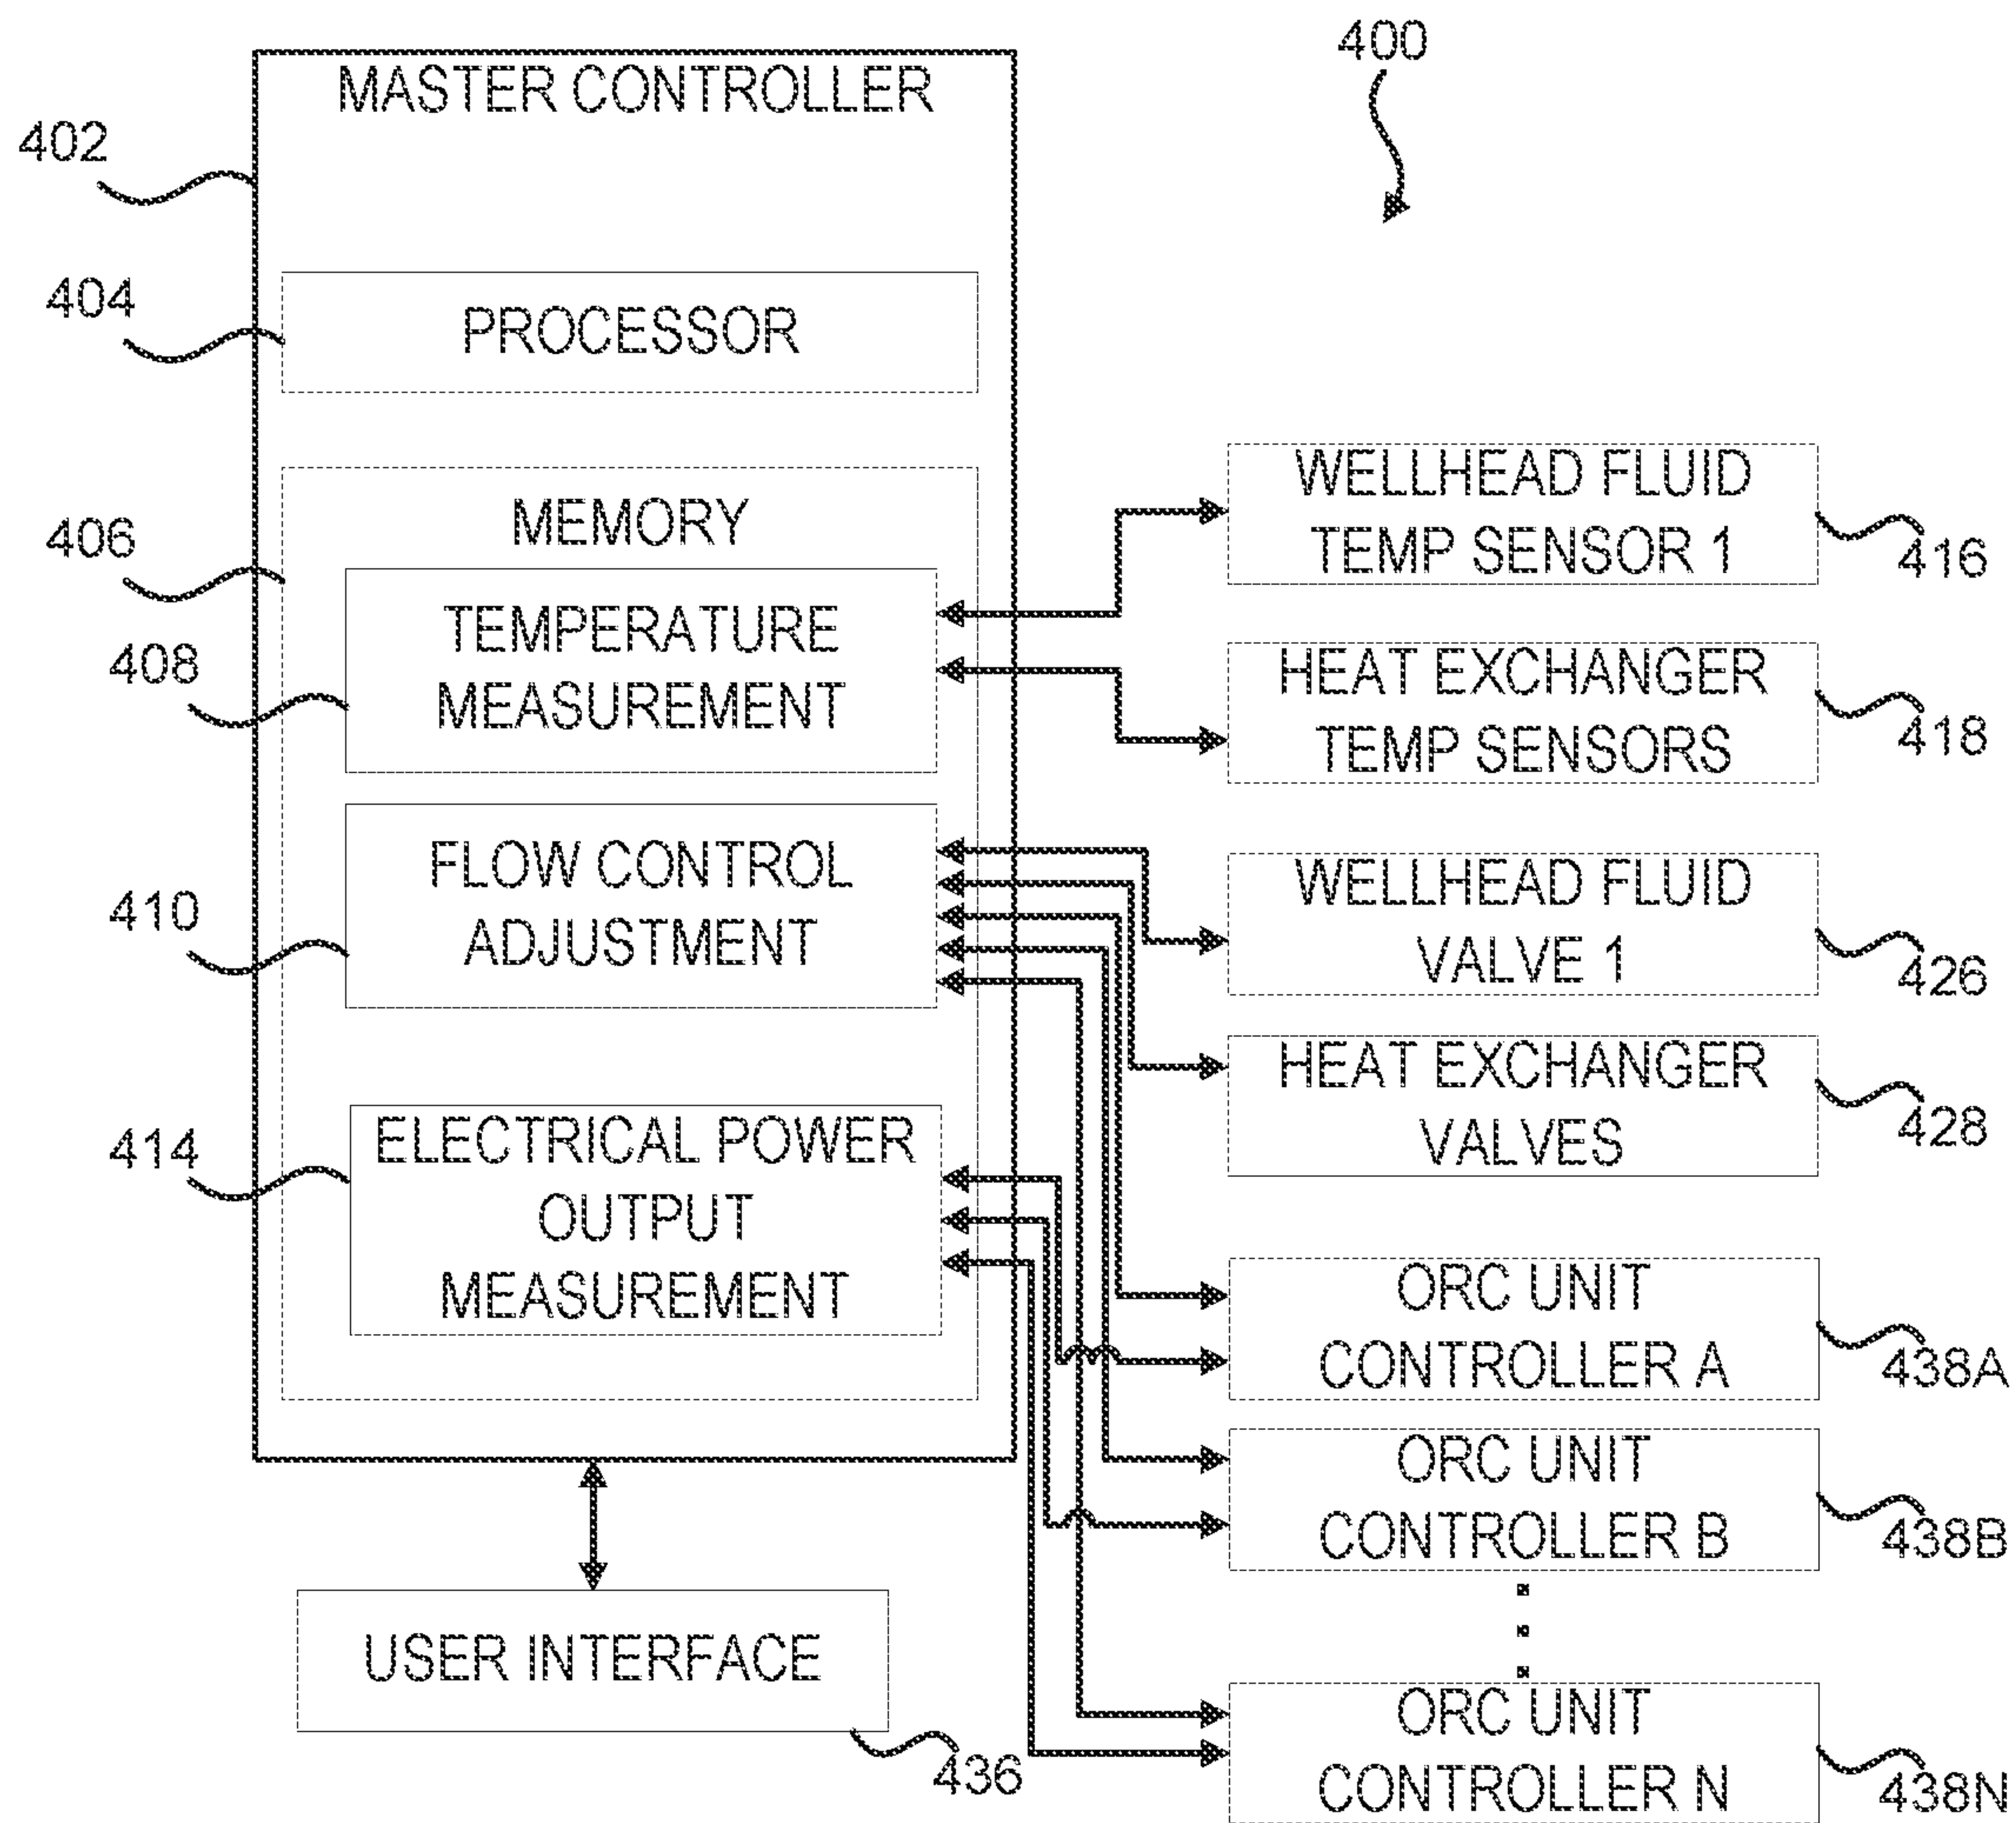 400
MASTER CONTROLLER
402
404
PROCESSOR
406
MEMORY
408
TEMPERATURE
MEASUREMENT
410
FLOW CONTROL
ADJUSTMENT
414
ELECTRICAL POWER
OUTPUT
MEASUREMENT
USER INTERFACE
436
WELLHEAD FLUID
TEMP SENSOR 1
416
HEAT EXCHANGER
TEMP SENSORS
418
WELLHEAD FLUID
VALVE 1
426
HEAT EXCHANGER
VALVES
428
ORC UNIT
CONTROLLER A
438A
ORC UNIT
CONTROLLER B
438B
ORC UNIT
CONTROLLER N
438N